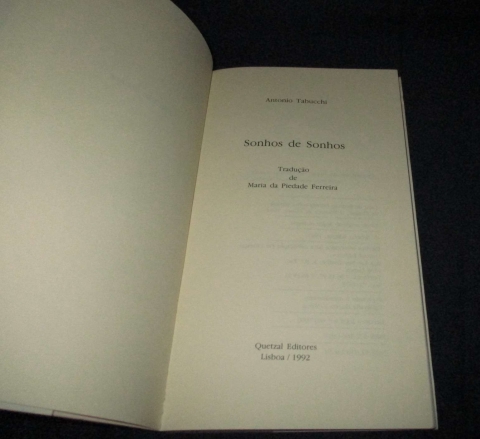 Antonio Tabucchi
Sonhos de Sonhos
Tradução
de
Maria da Piedade Ferreira
Quetzal Editores
Lisboa / 1992